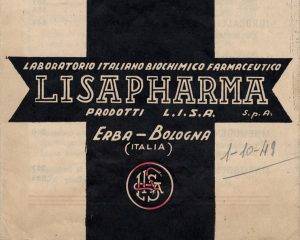 LABORATORIO ITALIANO BIOCHIMICO FARMACEUTICO
LISAPHARMA
PRODOTTI L.I.S.A. S.p.A.
ERBA - BOLOGNA
(ITALIA)
1-10-49